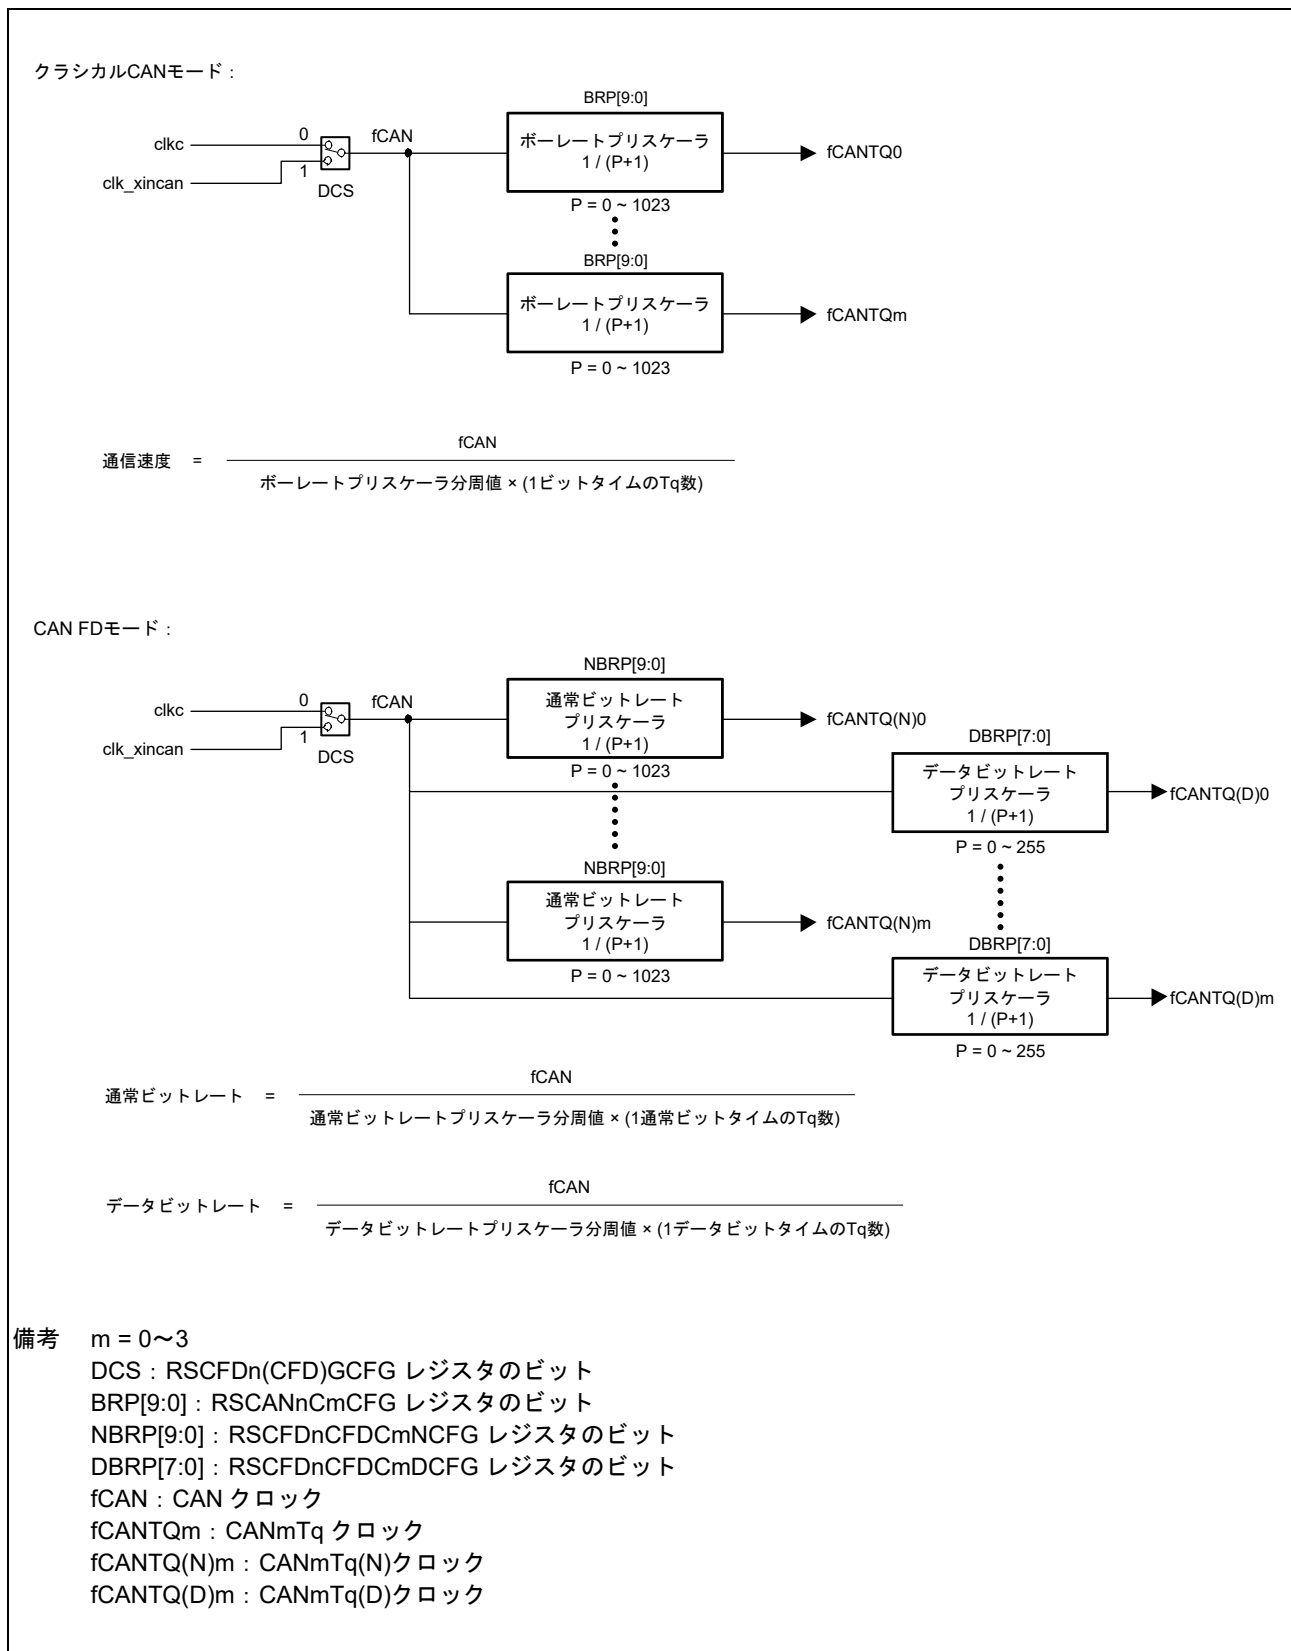 クラシカルCANモード：
BRP[9:0]
clkc
0
fCAN
ボーレートプリスケーラ
1 / (P+1)
fCANTQ0
clk_xincan
1
DCS
P = 0 ~ 1023
BRP[9:0]
ボーレートプリスケーラ
1 / (P+1)
fCANTQm
P = 0 ~ 1023
通信速度 =
fCAN
ボーレートプリスケーラ分周値 × (1ビットタイムのTq数)
CAN FDモード：
NBRP[9:0]
clkc
0
fCAN
通常ビットレート
プリスケーラ
1 / (P+1)
fCANTQ(N)0
clk_xincan
1
DCS
P = 0 ~ 1023
DBRP[7:0]
データビットレート
プリスケーラ
1 / (P+1)
fCANTQ(D)0
P = 0 ~ 255
NBRP[9:0]
通常ビットレート
プリスケーラ
1 / (P+1)
fCANTQ(N)m
P = 0 ~ 1023
DBRP[7:0]
データビットレート
プリスケーラ
1 / (P+1)
fCANTQ(D)m
P = 0 ~ 255
通常ビットレート =
fCAN
通常ビットレートプリスケーラ分周値 × (1通常ビットタイムのTq数)
データビットレート =
fCAN
データビットレートプリスケーラ分周値 × (1データビットタイムのTq数)
備考 m = 0〜3
DCS：RSCFDn(CFD)GCFG レジスタのビット
BRP[9:0]：RSCANnCmCFG レジスタのビット
NBRP[9:0]：RSCFDnCFDCmNCFG レジスタのビット
DBRP[7:0]：RSCFDnCFDCmDCFG レジスタのビット
fCAN：CAN クロック
fCANTQm：CANmTq クロック
fCANTQ(N)m：CANmTq(N)クロック
fCANTQ(D)m：CANmTq(D)クロック